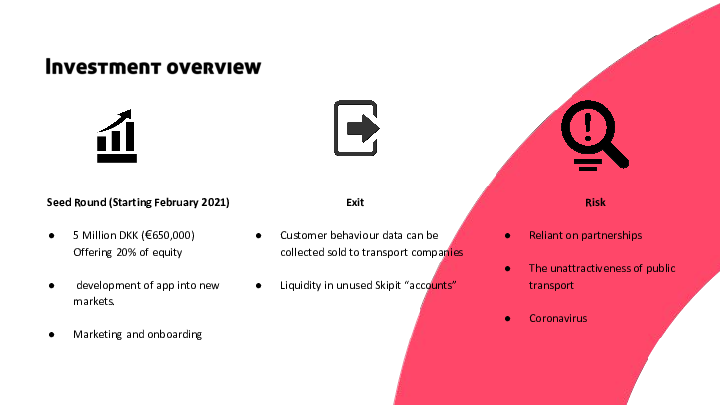 Investment overview
Seed Round (Starting February 2021)
● 5 Million DKK (€650,000)
Offering 20% of equity
● development of app into new
markets.
● Marketing and onboarding
Exit
● Customer behaviour data can be
collected sold to transport companies
● Liquidity in unused Skipit “accounts”
Risk
● Reliant on partnerships
● The unattractiveness of public
transport
● Coronavirus